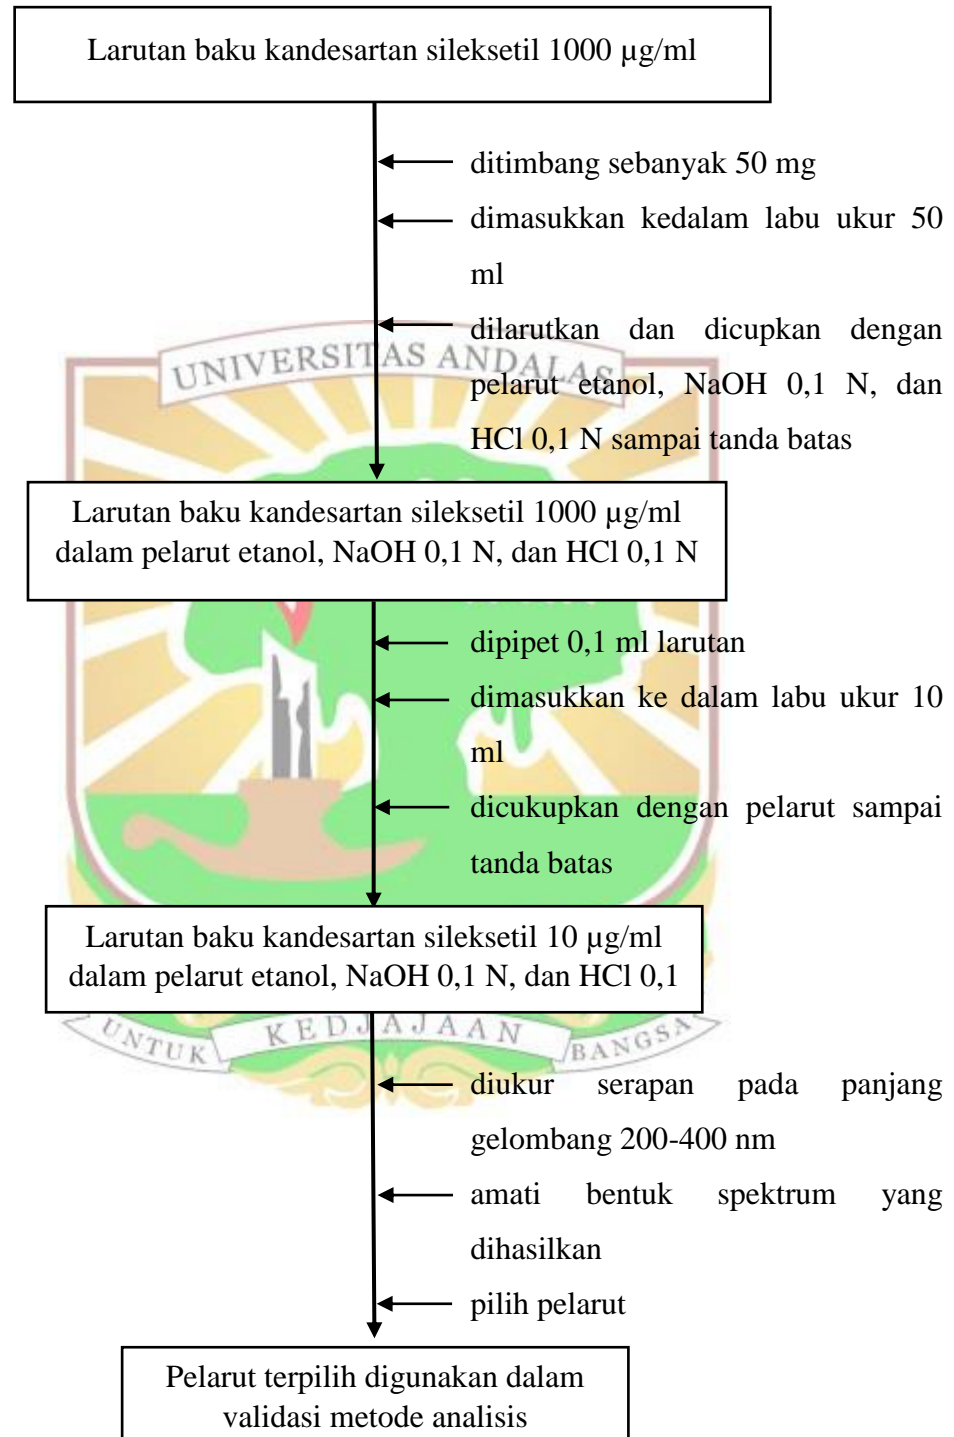 Larutan baku kandesartan sileksetil 1000 µg/ml
ditimbang sebanyak 50 mg
dimasukkan kedalam labu ukur 50
ml
dilarutkan dan dicupkan dengan
pelarut etanol, NaOH 0,1 N, dan
HCl 0,1 N sampai tanda batas
UNIVERSITAS ANDALAS
Larutan baku kandesartan sileksetil 1000 µg/ml
dalam pelarut etanol, NaOH 0,1 N, dan HCl 0,1 N
dipipet 0,1 ml larutan
dimasukkan ke dalam labu ukur 10
ml
dicukupkan dengan pelarut sampai
tanda batas
Larutan baku kandesartan sileksetil 10 µg/ml
dalam pelarut etanol, NaOH 0,1 N, dan HCl 0,1
UNTUK KEDJAJAAN BANGSA
diukur serapan pada panjang
gelombang 200-400 nm
amati bentuk spektrum yang
dihasilkan
pilih pelarut
Pelarut terpilih digunakan dalam
validasi metode analisis